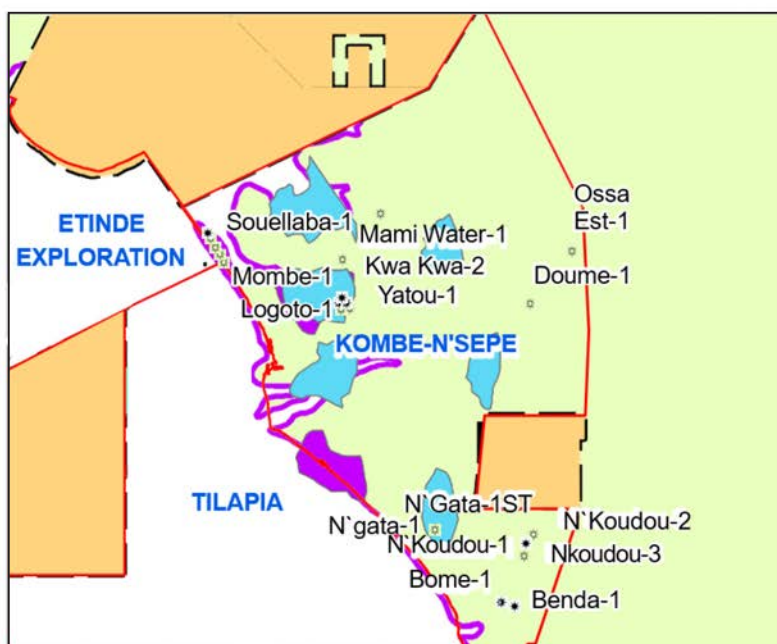 Ossa
Est-1
Souellaba-1
ETINDE
EXPLORATION
Mami Water-1
Kwa Kwa-2
Doume-1
Mombe-1
Yatou-1
Logoto-1
KOMBE-N'SEPE
TILAPIA
N`Gata-1ST
N`gata-1
N`Koudou-2
N`Koudou-1
Nkoudou-3
Bome-1
Benda-1